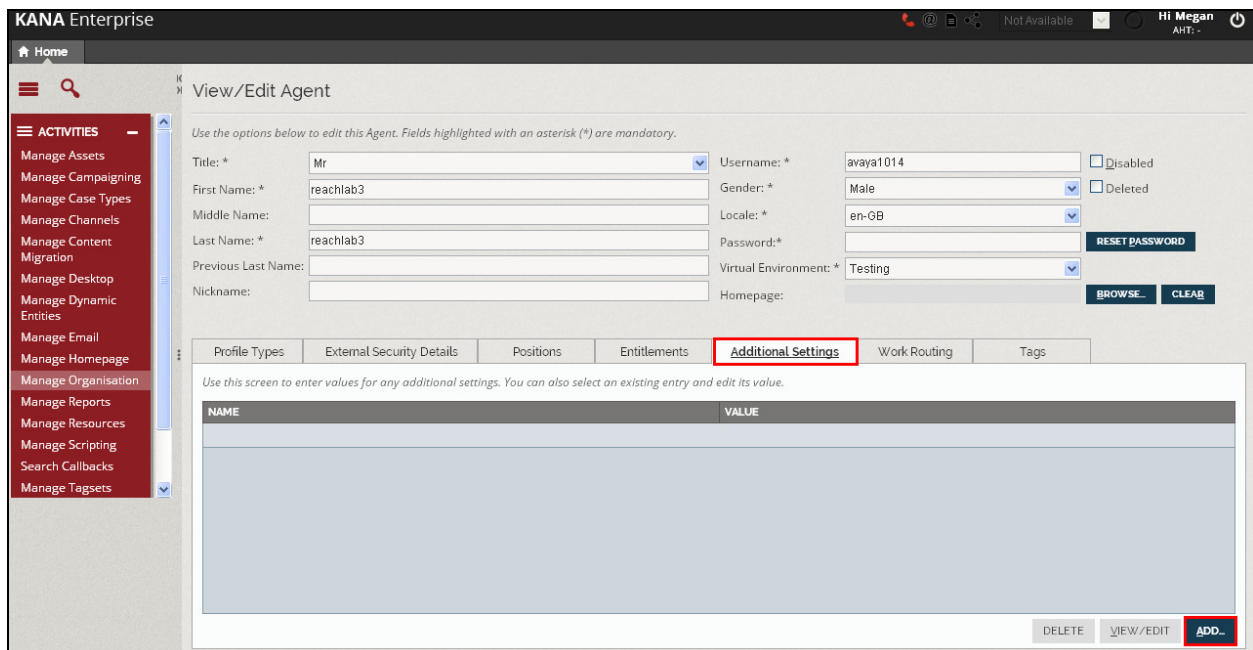 KANA Enterprise
Not Available
Hi Megan
AHT: -
Home
View/Edit Agent
ACTIVITIES
Manage Assets
Manage Campaigning
Manage Case Types
Manage Channels
Manage Content
Migration
Manage Desktop
Manage Dynamic
Entities
Manage Email
Manage Homepage
Manage Organisation
Manage Reports
Manage Resources
Manage Scripting
Search Callbacks
Manage Tagsets
Use the options below to edit this Agent. Fields highlighted with an asterisk (*) are mandatory.
Title: * Mr Username: * avaya1014 Disabled
First Name: * reachlab3 Gender: * Male Deleted
Middle Name: Locale: * en-GB
Last Name: * reachlab3 Password:* RESET PASSWORD
Previous Last Name: Virtual Environment: * Testing
Nickname: Homepage: BROWSE... CLEAR
Profile Types External Security Details Positions Entitlements Additional Settings Work Routing Tags
Use this screen to enter values for any additional settings. You can also select an existing entry and edit its value.
NAME VALUE
DELETE VIEW/EDIT ADD...